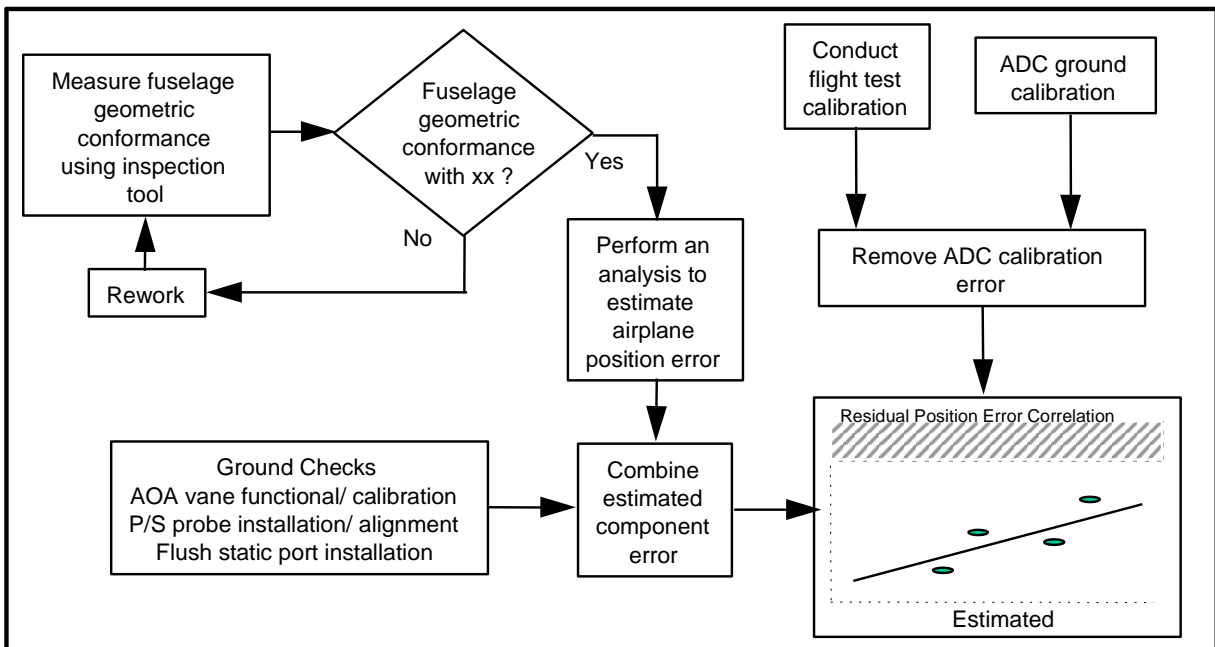 Measure fuselage
geometric
conformance
using inspection
tool
Fuselage
geometric
conformance
with xx ?
Yes
No
Rework
Conduct
flight test
calibration
ADC ground
calibration
Perform an
analysis to
estimate
airplane
position error
Remove ADC calibration
error
Ground Checks
AOA vane functional/ calibration
P/S probe installation/ alignment
Flush static port installation
Combine
estimated
component
error
Residual Position Error Correlation
Estimated